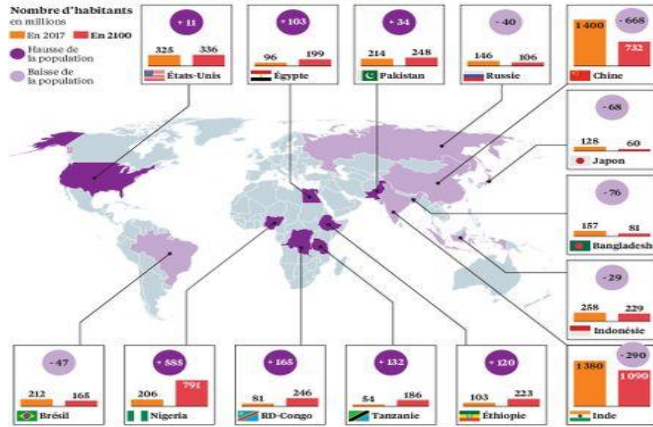 Nombre d'habitants
en millions
En 2017 En 2100
Hausse de
la population
Baisse de
la population
+ 11
325 336
États-Unis
+ 103
96 199
Égypte
+ 34
214 248
Pakistan
- 40
146 106
Russie
- 668
1 400 732
Chine
- 68
128 60
Japon
- 76
157 81
Bangladesh
- 29
258 229
Indonésie
- 290
1 380 1 090
Inde
- 47
212 165
Brésil
+ 585
206 791
Nigeria
+ 165
81 246
RD-Congo
+ 132
54 186
Tanzanie
+ 120
103 223
Éthiopie